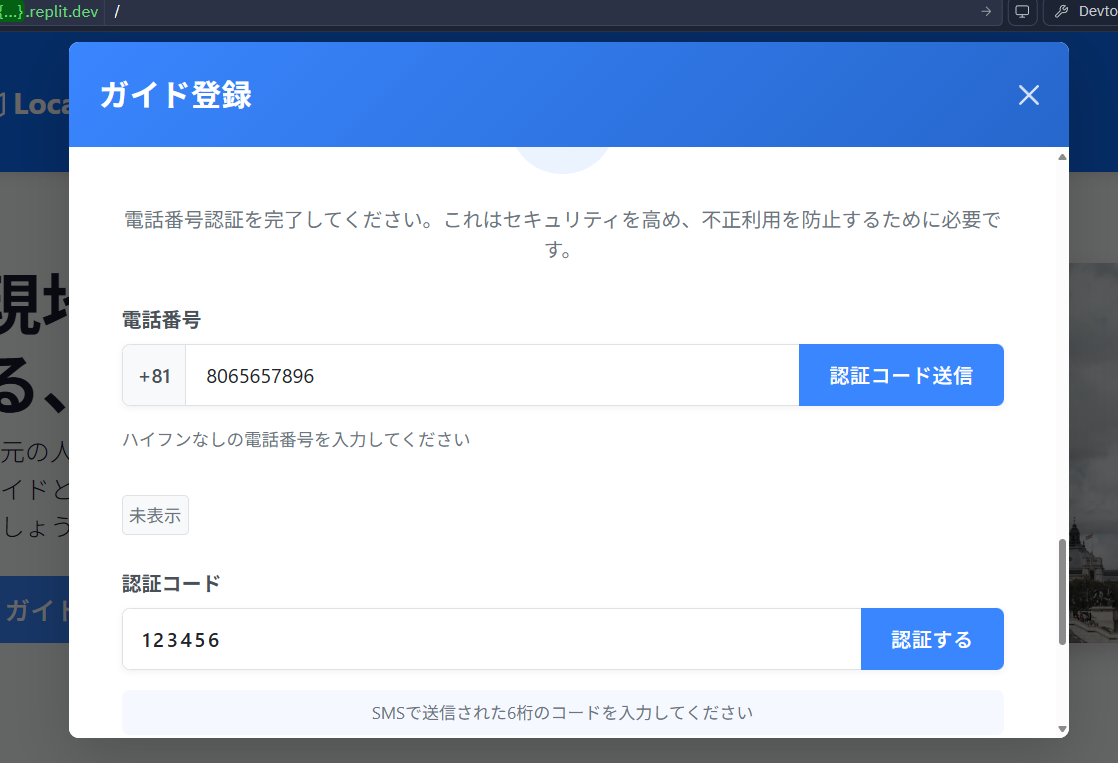 {...}.replit.dev /
Devto
Loca
ガイド登録
電話番号認証を完了してください。これはセキュリティを高め、不正利用を防止するために必要で
す。
現地
る、
元の人
イドと
しょう
ガイド
電話番号
+81 8065657896 認証コード送信
ハイフンなしの電話番号を入力してください
未表示
認証コード
123456 認証する
SMSで送信された6桁のコードを入力してください